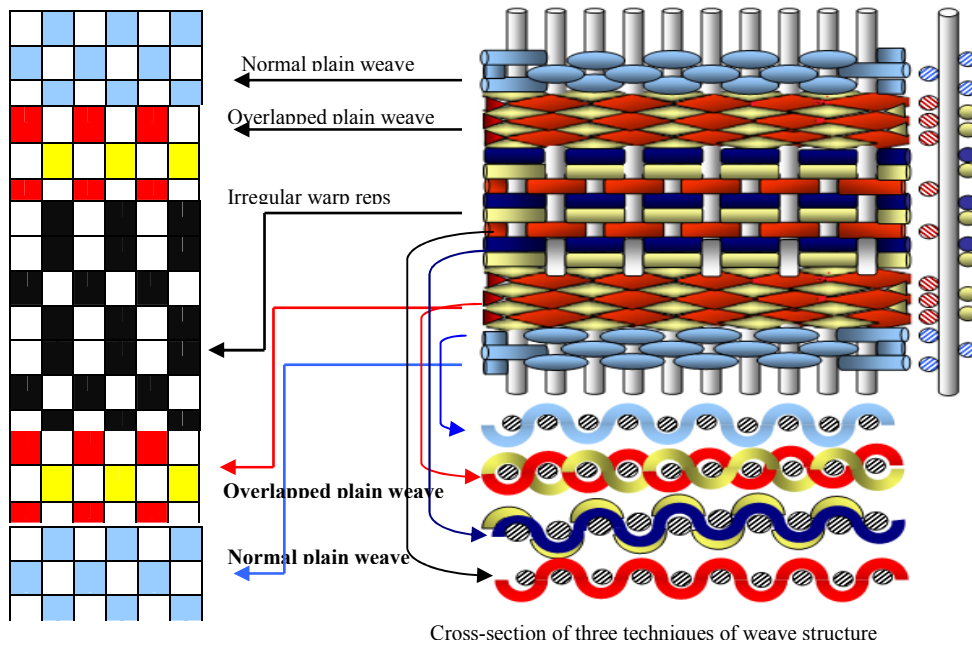 Normal plain weave
Overlapped plain weave
Irregular warp reps
Overlapped plain weave
Normal plain weave
Cross-section of three techniques of weave structure